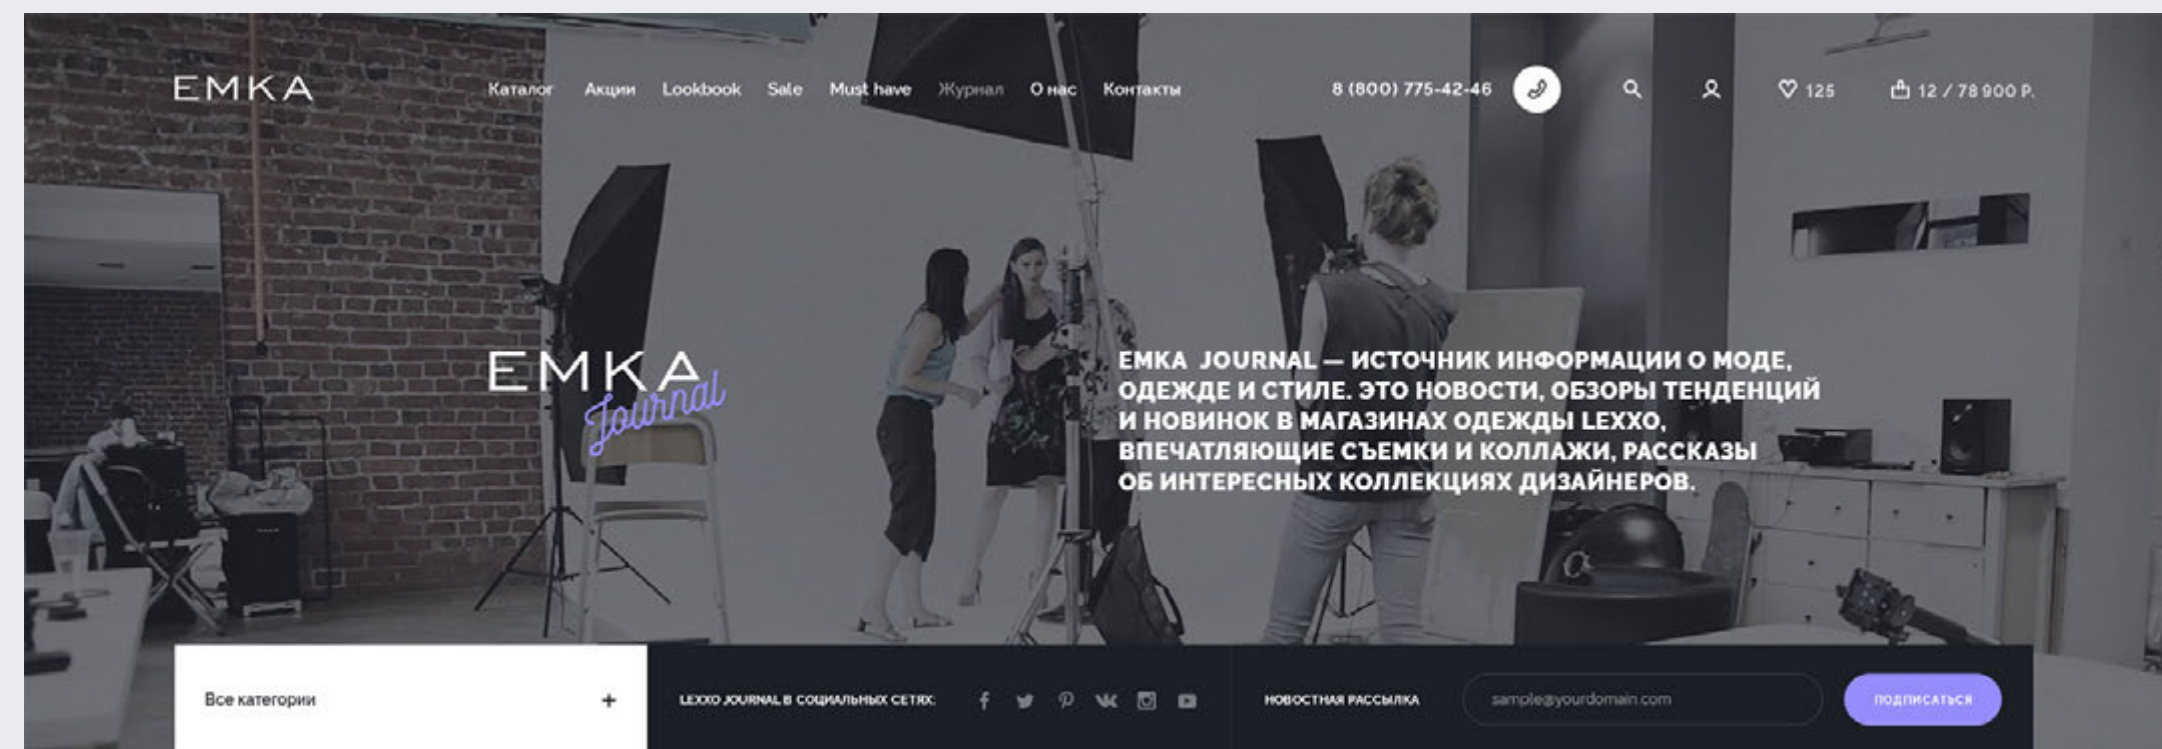 EMKA
Каталог Акции Lookbook Sale Must have Журнал О нас Контакты
8 (800) 775-42-46
125
12 / 78 900 Р.
EMKA
Journal
EMKA JOURNAL — ИСТОЧНИК ИНФОРМАЦИИ О МОДЕ,
ОДЕЖДЕ И СТИЛЕ. ЭТО НОВОСТИ, ОБЗОРЫ ТЕНДЕНЦИЙ
И НОВИНОК В МАГАЗИНАХ ОДЕЖДЫ LEXXO,
ВПЕЧАТЛЯЮЩИЕ СЪЕМКИ И КОЛЛАЖИ, РАССКАЗЫ
ОБ ИНТЕРЕСНЫХ КОЛЛЕКЦИЯХ ДИЗАЙНЕРОВ.
Все категории +
LEXXO JOURNAL В СОЦИАЛЬНЫХ СЕТЯХ:
НОВОСТНАЯ РАССЫЛКА
sample@yourdomain.com
ПОДПИСАТЬСЯ